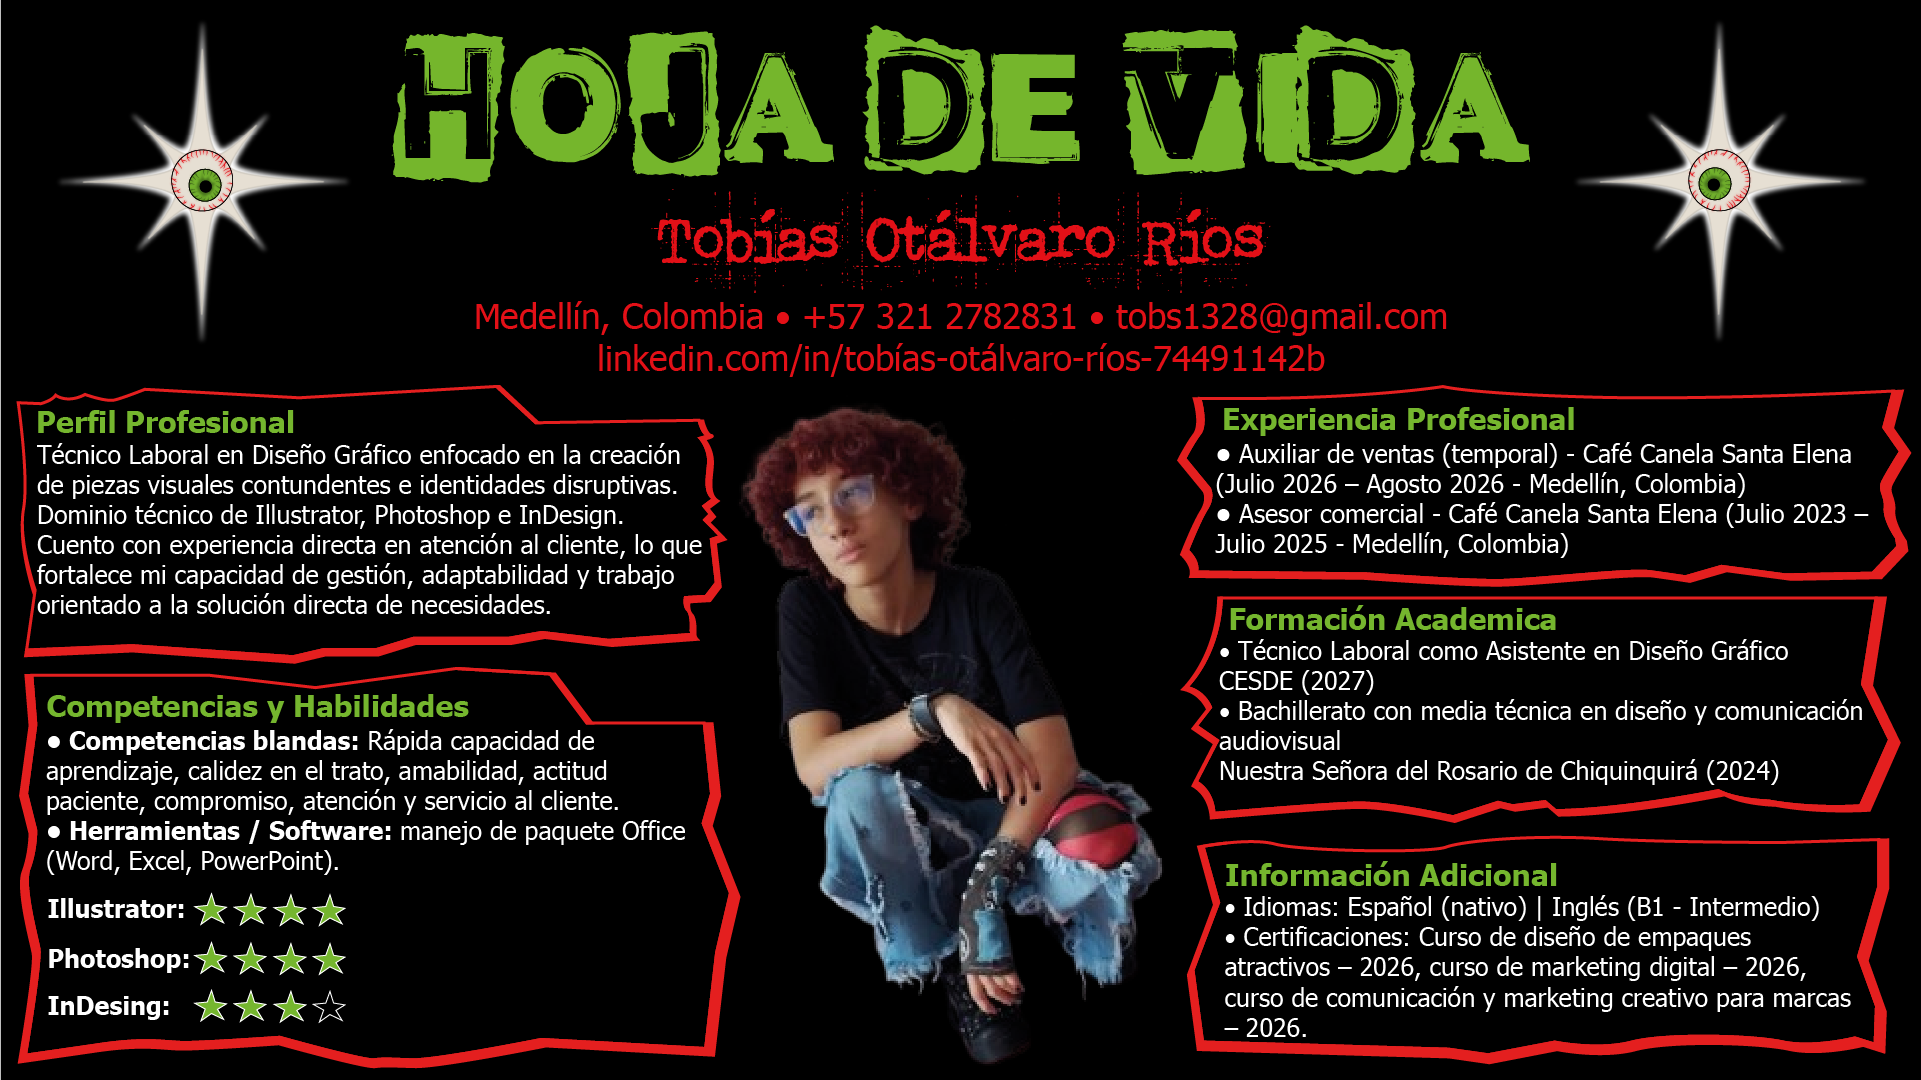 HOJA DE VIDA
Tobías Otálvaro Ríos
Medellín, Colombia • +57 321 2782831 • tobs1328@gmail.com
linkedin.com/in/tobías-otálvaro-ríos-74491142b
Perfil Profesional
Técnico Laboral en Diseño Gráfico enfocado en la creación
de piezas visuales contundentes e identidades disruptivas.
Dominio técnico de Illustrator, Photoshop e InDesign.
Cuento con experiencia directa en atención al cliente, lo que
fortalece mi capacidad de gestión, adaptabilidad y trabajo
orientado a la solución directa de necesidades.
Competencias y Habilidades
● Competencias blandas: Rápida capacidad de
aprendizaje, calidez en el trato, amabilidad, actitud
paciente, compromiso, atención y servicio al cliente.
● Herramientas / Software: manejo de paquete Office
(Word, Excel, PowerPoint).
Illustrator: ★★★★
Photoshop: ★★★★
InDesing: ★★★☆
Experiencia Profesional
● Auxiliar de ventas (temporal) - Café Canela Santa Elena
(Julio 2026 – Agosto 2026 - Medellín, Colombia)
● Asesor comercial - Café Canela Santa Elena (Julio 2023 –
Julio 2025 - Medellín, Colombia)
Formación Academica
• Técnico Laboral como Asistente en Diseño Gráfico
CESDE (2027)
• Bachillerato con media técnica en diseño y comunicación
audiovisual
Nuestra Señora del Rosario de Chiquinquirá (2024)
Información Adicional
• Idiomas: Español (nativo) | Inglés (B1 - Intermedio)
• Certificaciones: Curso de diseño de empaques
atractivos – 2026, curso de marketing digital – 2026,
curso de comunicación y marketing creativo para marcas
– 2026.